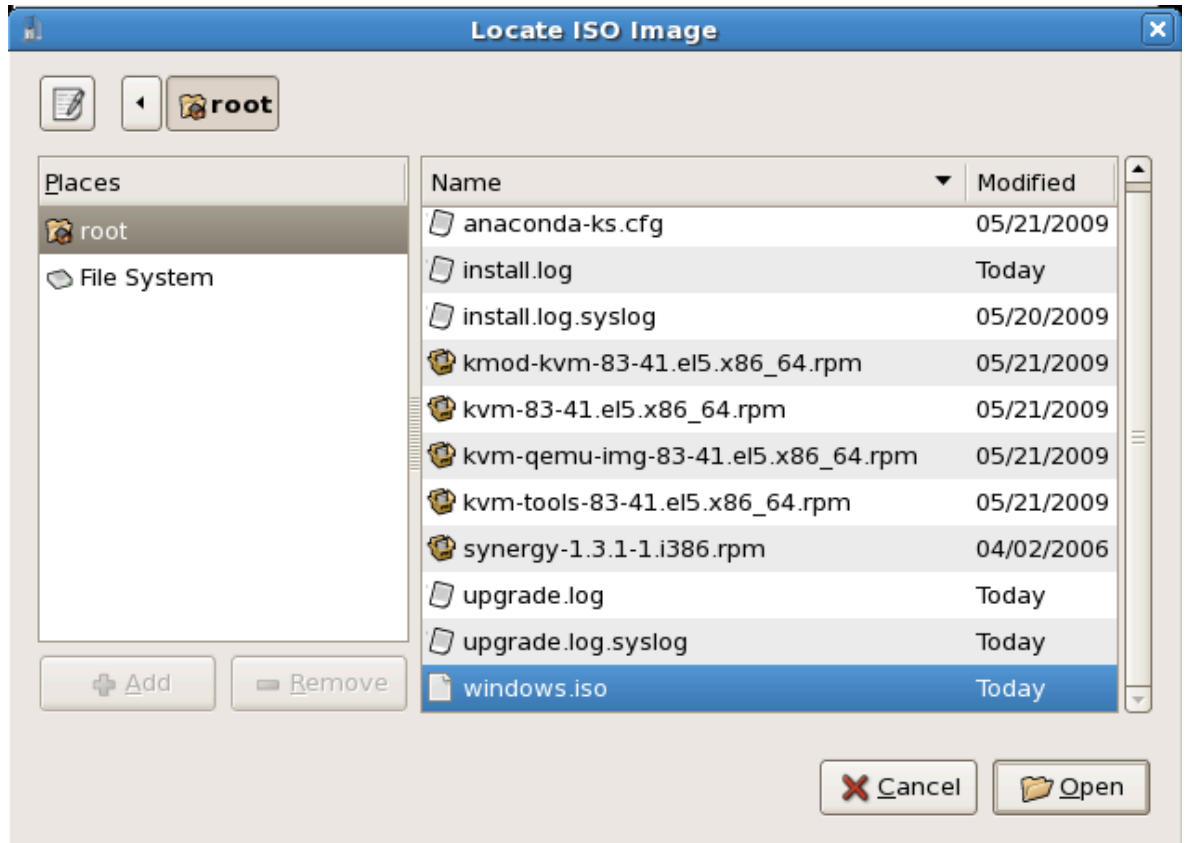 Locate ISO Image
root
Places
root
File System
Add
Remove
Name Modified
anaconda-ks.cfg 05/21/2009
install.log Today
install.log.syslog 05/20/2009
kmod-kvm-83-41.el5.x86_64.rpm 05/21/2009
kvm-83-41.el5.x86_64.rpm 05/21/2009
kvm-qemu-img-83-41.el5.x86_64.rpm 05/21/2009
kvm-tools-83-41.el5.x86_64.rpm 05/21/2009
synergy-1.3.1-1.i386.rpm 04/02/2006
upgrade.log Today
upgrade.log.syslog Today
windows.iso Today
Cancel
Open